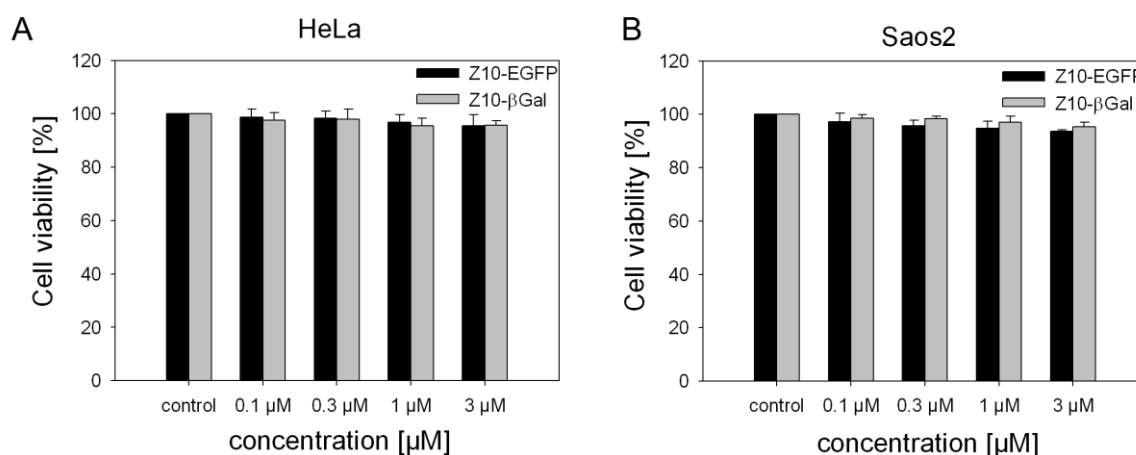 A
HeLa
120
100
80
60
40
20
0
Cell viability [%]
Z10-EGFP
Z10-βGal
control 0.1 µM 0.3 µM 1 µM 3 µM
concentration [µM]
B
Saos2
120
100
80
60
40
20
0
Cell viability [%]
Z10-EGFP
Z10-βGal
control 0.1 µM 0.3 µM 1 µM 3 µM
concentration [µM]